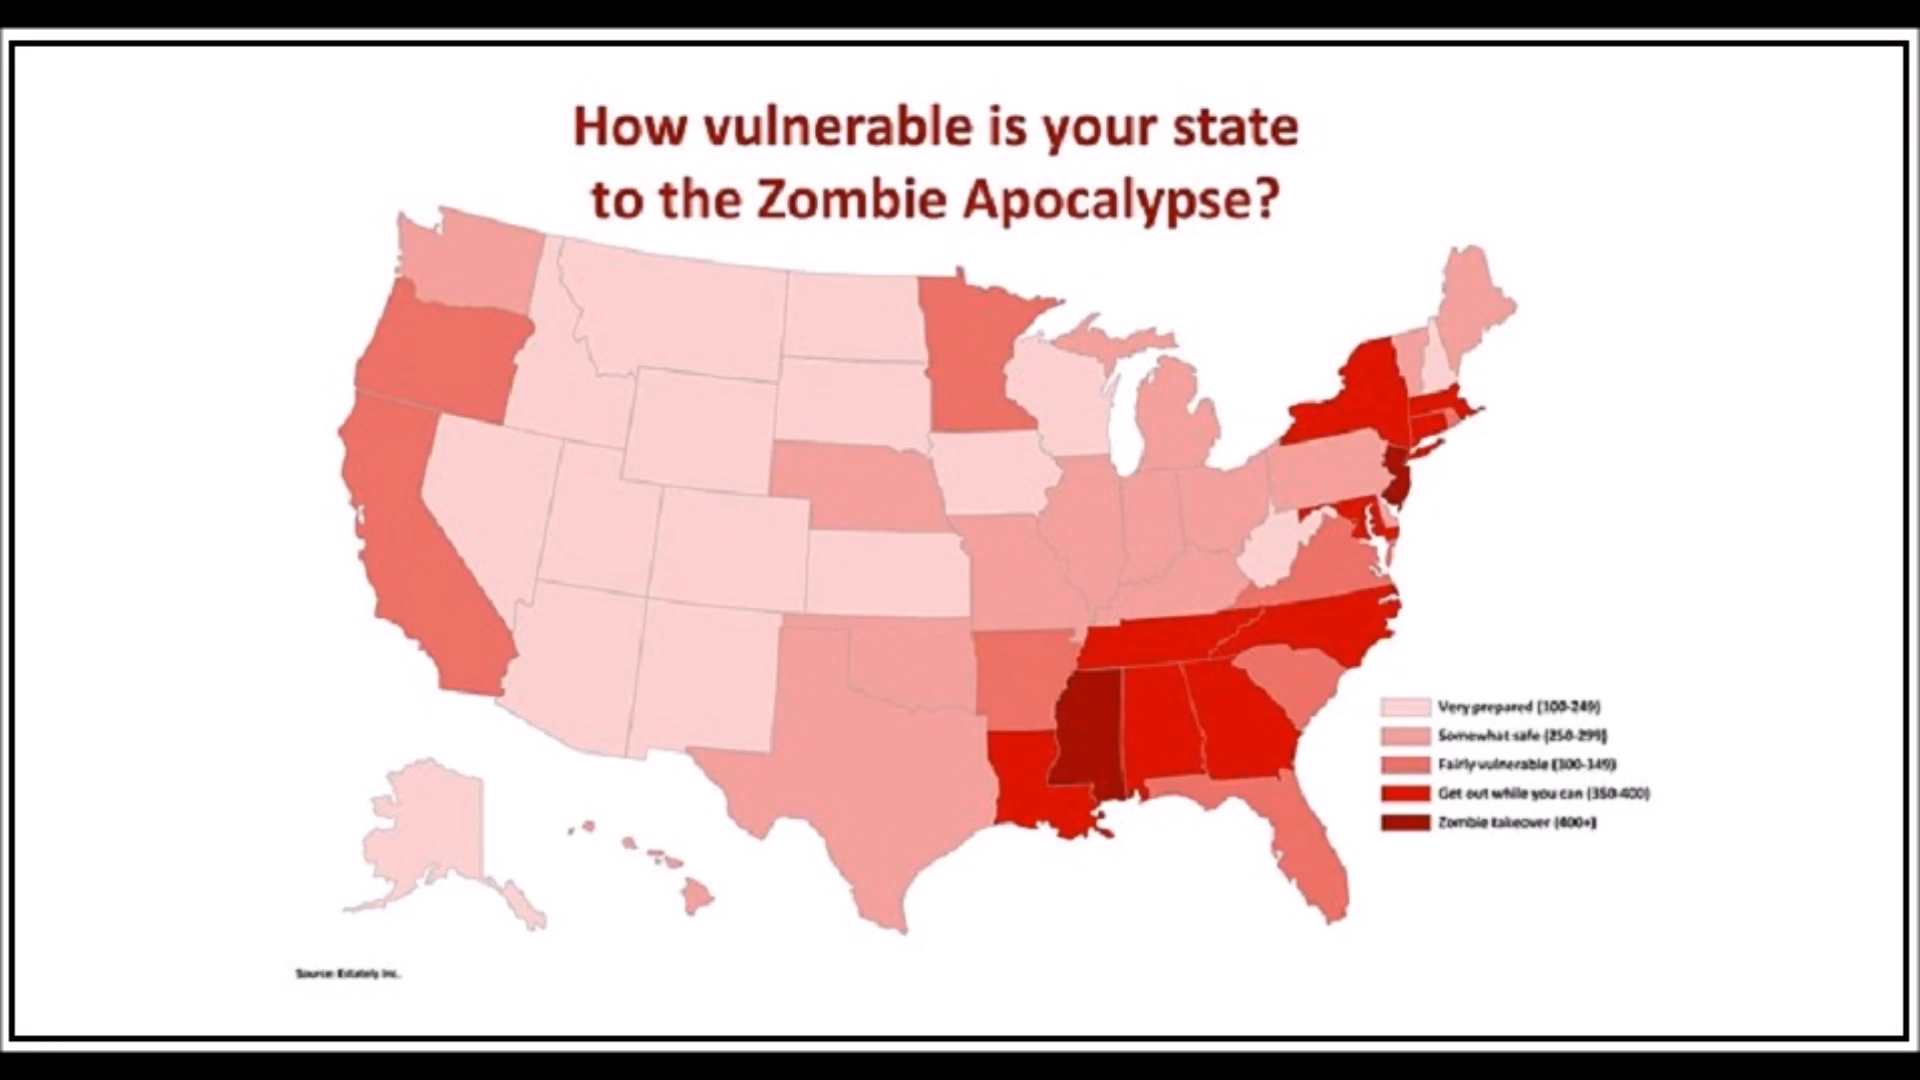 How vulnerable is your state
to the Zombie Apocalypse?
Very prepared (100-249)
Somewhat safe (250-299)
Fairly vulnerable (300-349)
Get out while you can (350-400)
Zombie takeover (400+)
Source: Estately Inc.